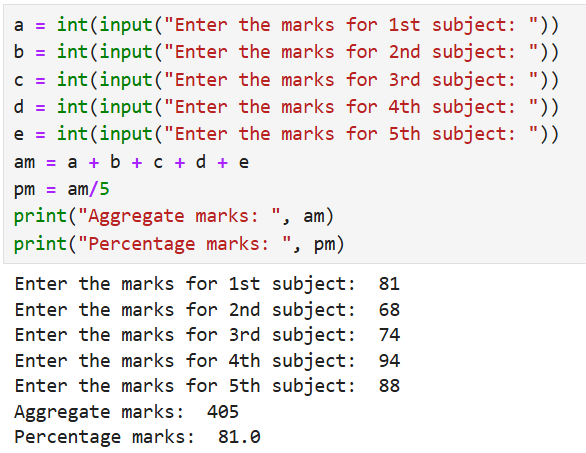 a = int(input("Enter the marks for 1st subject: "))
b = int(input("Enter the marks for 2nd subject: "))
c = int(input("Enter the marks for 3rd subject: "))
d = int(input("Enter the marks for 4th subject: "))
e = int(input("Enter the marks for 5th subject: "))
am = a + b + c + d + e
pm = am/5
print("Aggregate marks: ", am)
print("Percentage marks: ", pm)
Enter the marks for 1st subject:  81
Enter the marks for 2nd subject:  68
Enter the marks for 3rd subject:  74
Enter the marks for 4th subject:  94
Enter the marks for 5th subject:  88
Aggregate marks:  405
Percentage marks:  81.0